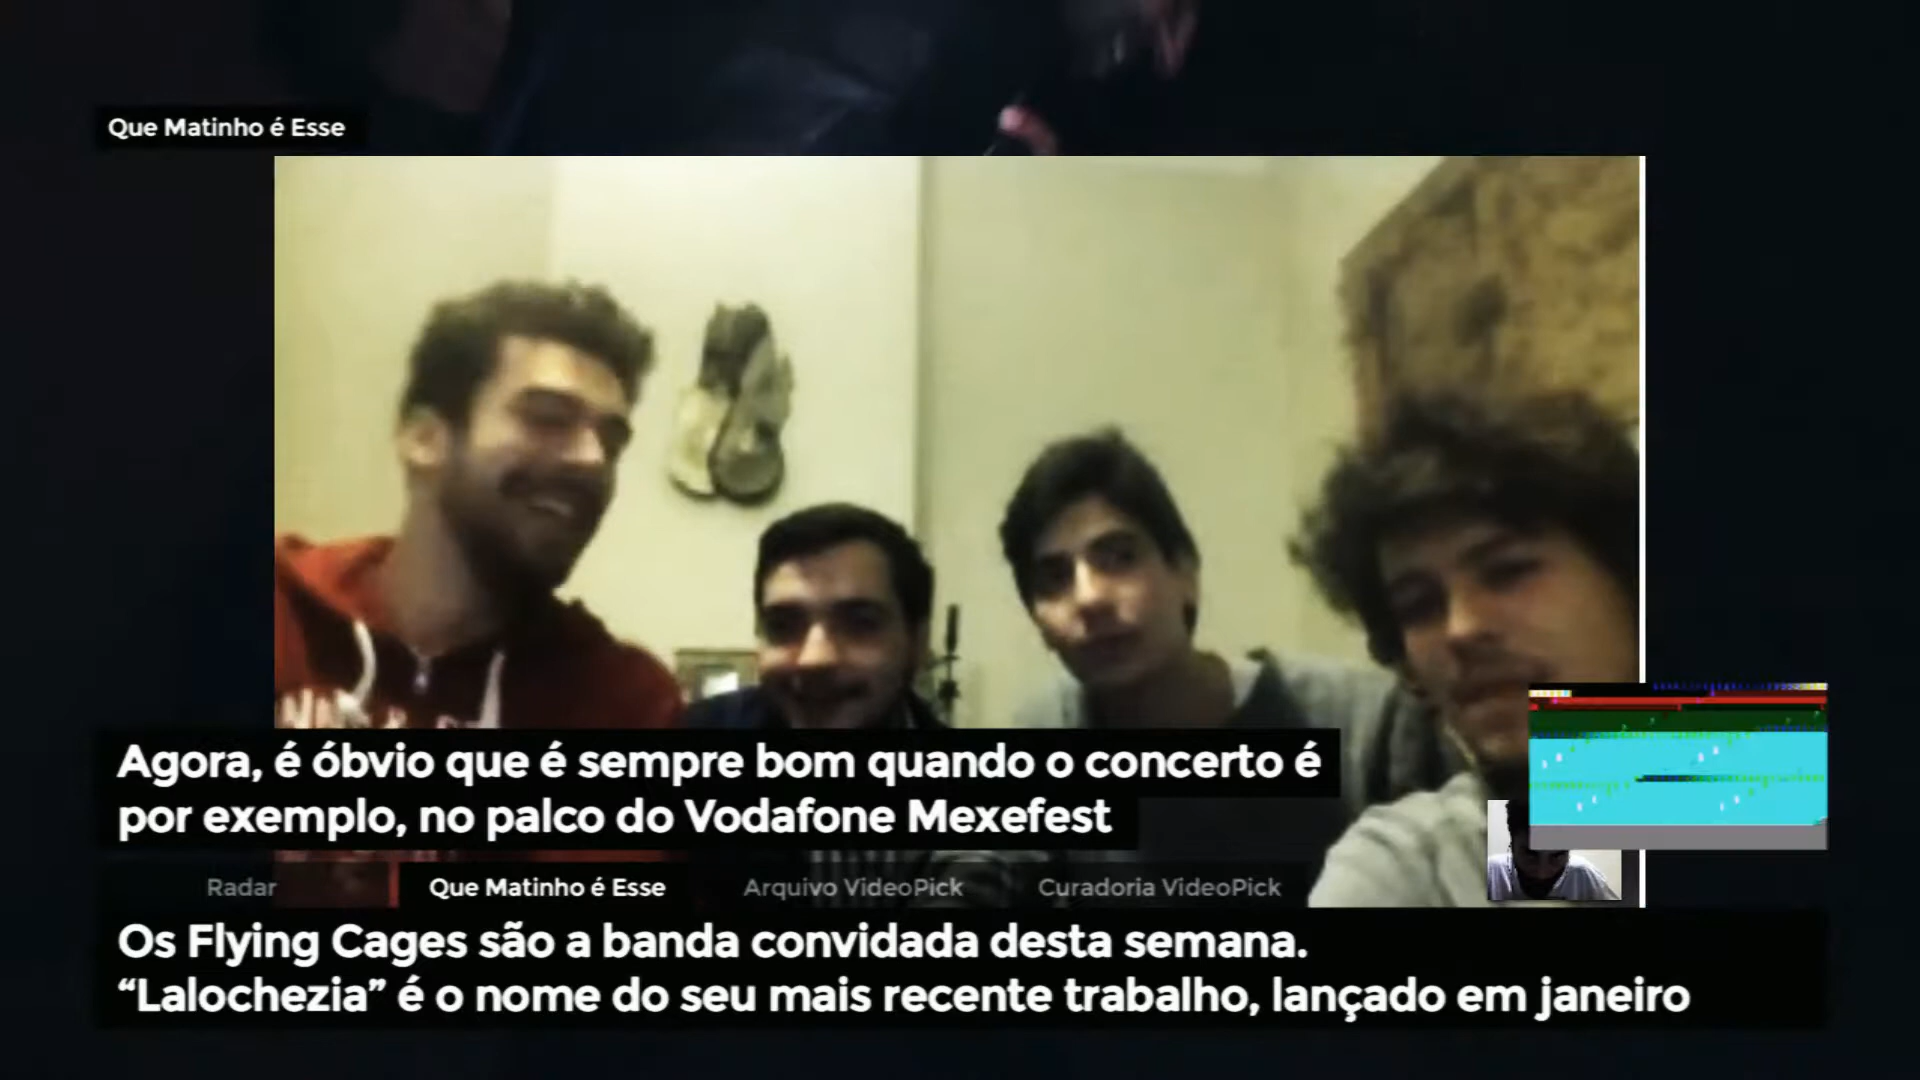 Que Matinho é Esse
Agora, é óbvio que é sempre bom quando o concerto é
por exemplo, no palco do Vodafone Mexefest
Radar
Que Matinho é Esse
Arquivo VideoPick
Curadoria VideoPick
Os Flying Cages são a banda convidada desta semana.
“Lalochezia” é o nome do seu mais recente trabalho, lançado em janeiro